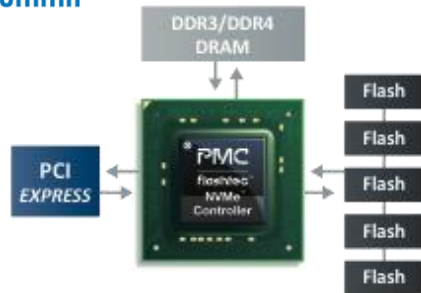 DDR3/DDR4
DRAM
Flash
Flash
PCI
EXPRESS
PMC
flashtec
NVMe
Controller
Flash
Flash
Flash